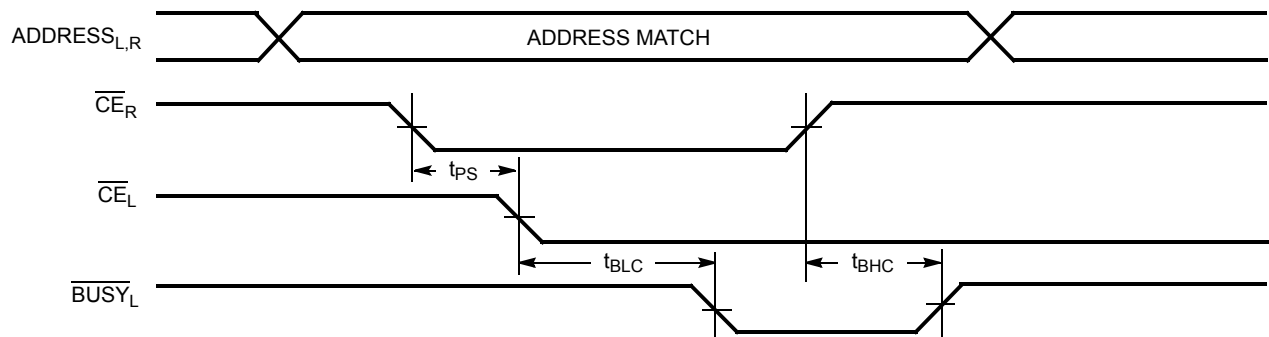 ADDRESS_L,R ADDRESS MATCH
CE_R
t_PS
CE_L
t_BLC t_BHC
BUSY_L